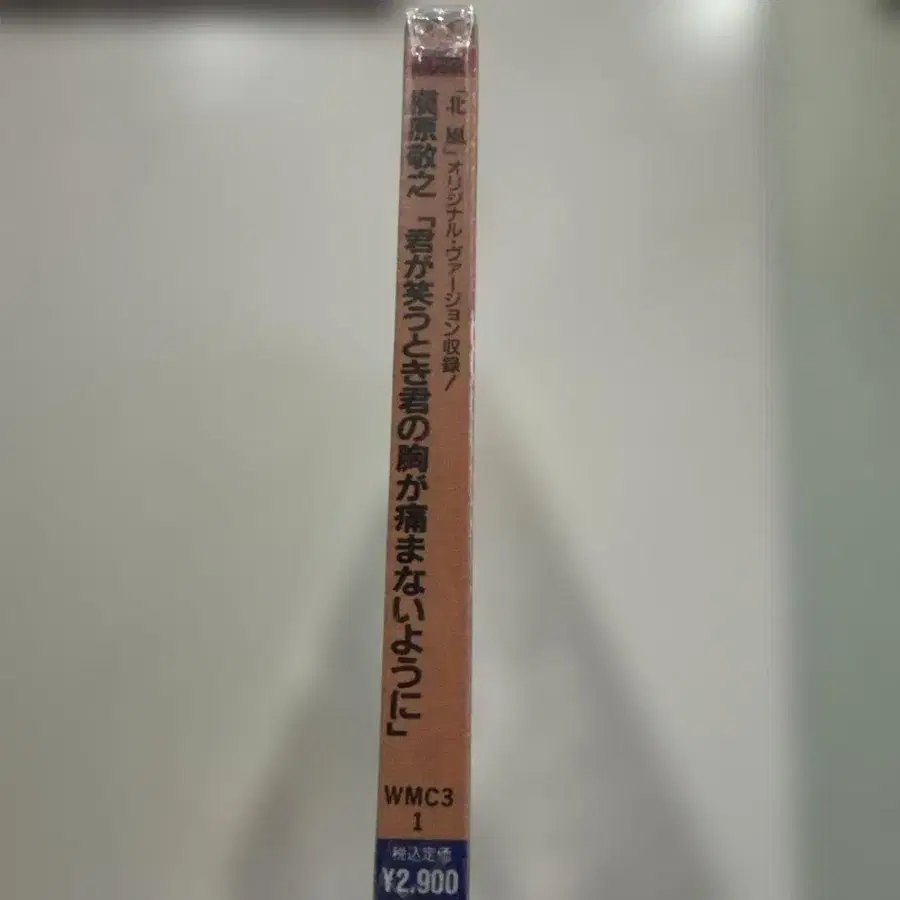 「北風」オリジナル・ヴァージョン収録!
槇原敬之「君が笑うとき君の胸が痛まないように」
WMC3
1
税込定価
¥2.900